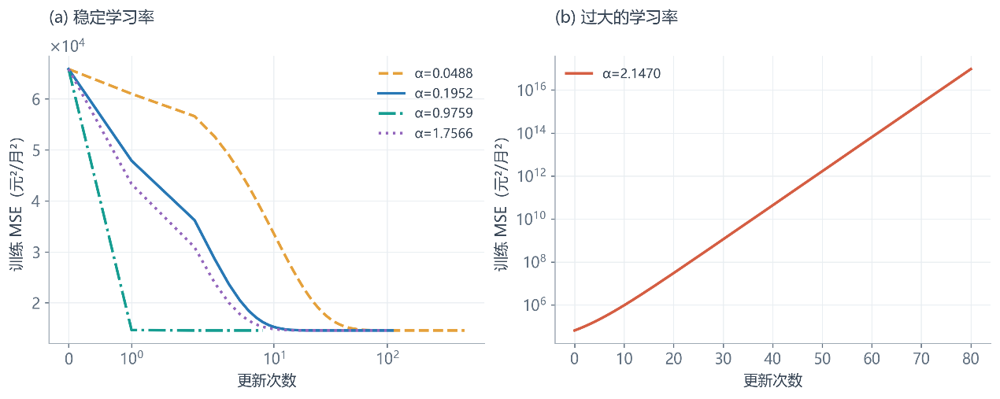 (a) 稳定学习率
×10⁴
α=0.0488
α=0.1952
α=0.9759
α=1.7566
6
5
4
3
2
训练 MSE（元²/月²）
0
10⁰
10¹
10²
更新次数
(b) 过大的学习率
α=2.1470
10¹⁶
10¹⁴
10¹²
10¹⁰
10⁸
10⁶
训练 MSE（元²/月²）
0
10
20
30
40
50
60
70
80
更新次数